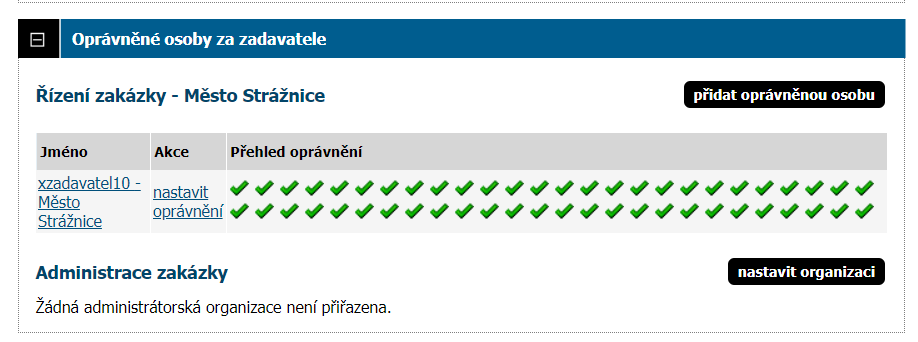 Oprávněné osoby za zadavatele
Řízení zakázky - Město Strážnice
přidat oprávněnou osobu
Jméno Akce Přehled oprávnění
xzadavatel10 -
Město
Strážnice
nastavit
oprávnění
Administrace zakázky
nastavit organizaci
Žádná administrátorská organizace není přiřazena.